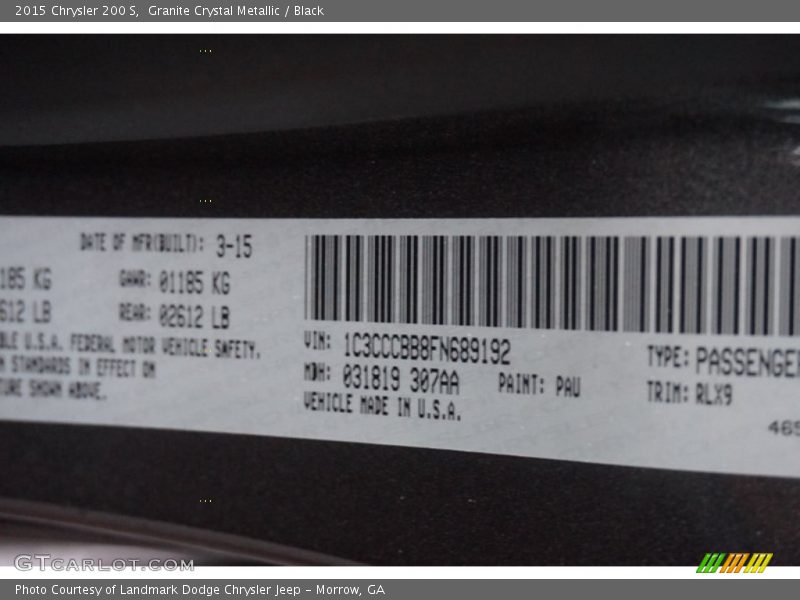 2015 Chrysler 200 S, Granite Crystal Metallic / Black
DATE OF MFR(BUILT): 3-15
185 KG GAWR: 01185 KG
612 LB REAR: 02612 LB
BLE U.S.A. FEDERAL MOTOR VEHICLE SAFETY.
STANDARDS IN EFFECT ON
TURE SHOWN ABOVE.
VIN: 1C3CCCBB8FN689192
MDH: 031819 307AA PAINT: PAU
VEHICLE MADE IN U.S.A.
TYPE: PASSENGER
TRIM: RLX9
465
GTCARLOT.COM
Photo Courtesy of Landmark Dodge Chrysler Jeep – Morrow, GA